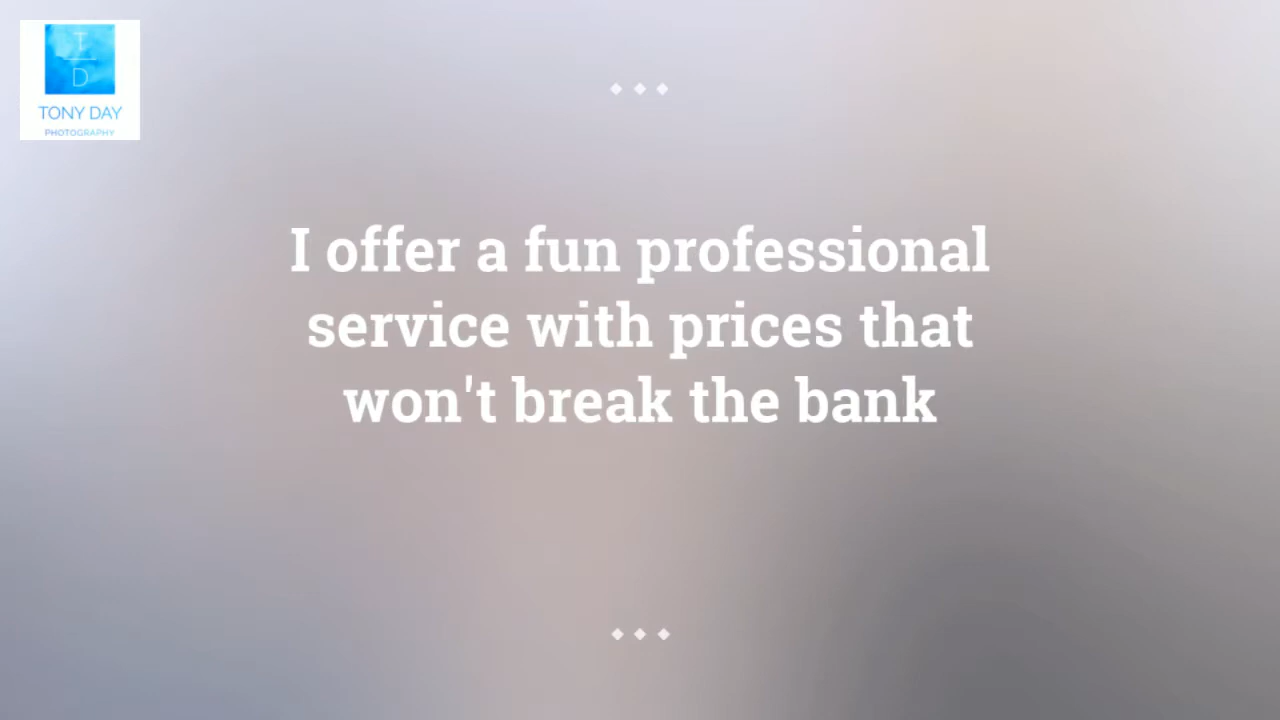 T
D
TONY DAY
PHOTOGRAPHY
I offer a fun professional
service with prices that
won't break the bank